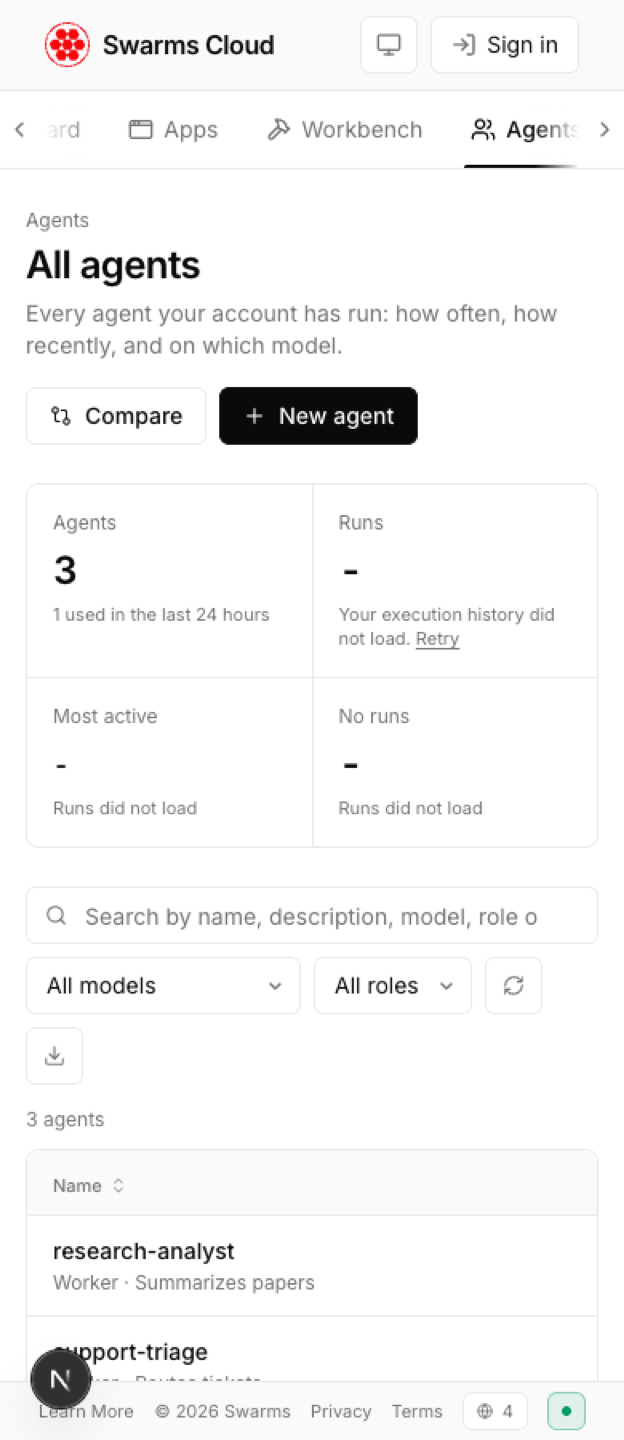 Swarms Cloud
Sign in
ard
Apps
Workbench
Agents
Agents
All agents
Every agent your account has run: how often, how
recently, and on which model.
Compare
New agent
Agents
3
1 used in the last 24 hours
Runs
-
Your execution history did
not load. Retry
Most active
-
Runs did not load
No runs
-
Runs did not load
Search by name, description, model, role o
All models
All roles
3 agents
Name
research-analyst
Worker · Summarizes papers
support-triage
N
Learn More
© 2026 Swarms
Privacy
Terms
4